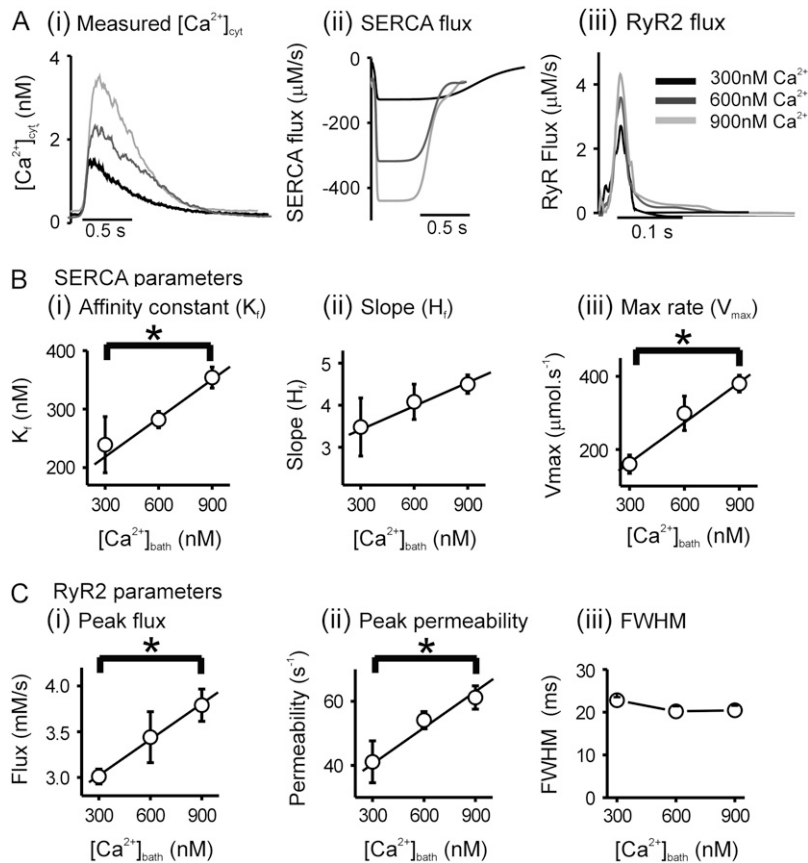 A (i) Measured [Ca²⁺]cyt (ii) SERCA flux (iii) RyR2 flux
[Ca²⁺]cyt (nM)
4
2
0
0.5 s
SERCA flux (μM/s)
0
-200
-400
0.5 s
RyR Flux (μM/s)
4
2
0
0.1 s
300nM Ca²⁺
600nM Ca²⁺
900nM Ca²⁺
B SERCA parameters
(i) Affinity constant (Kf) (ii) Slope (Hf) (iii) Max rate (Vmax)
*
Kf (nM)
400
300
200
300 600 900
[Ca²⁺]bath (nM)
Slope (Hf)
5
4
3
300 600 900
[Ca²⁺]bath (nM)
*
Vmax (μmol.s⁻¹)
400
200
300 600 900
[Ca²⁺]bath (nM)
C RyR2 parameters
(i) Peak flux (ii) Peak permeability (iii) FWHM
*
Flux (mM/s)
4.0
3.5
3.0
300 600 900
[Ca²⁺]bath (nM)
*
Permeability (s⁻¹)
60
40
300 600 900
[Ca²⁺]bath (nM)
FWHM (ms)
30
20
10
0
300 600 900
[Ca²⁺]bath (nM)